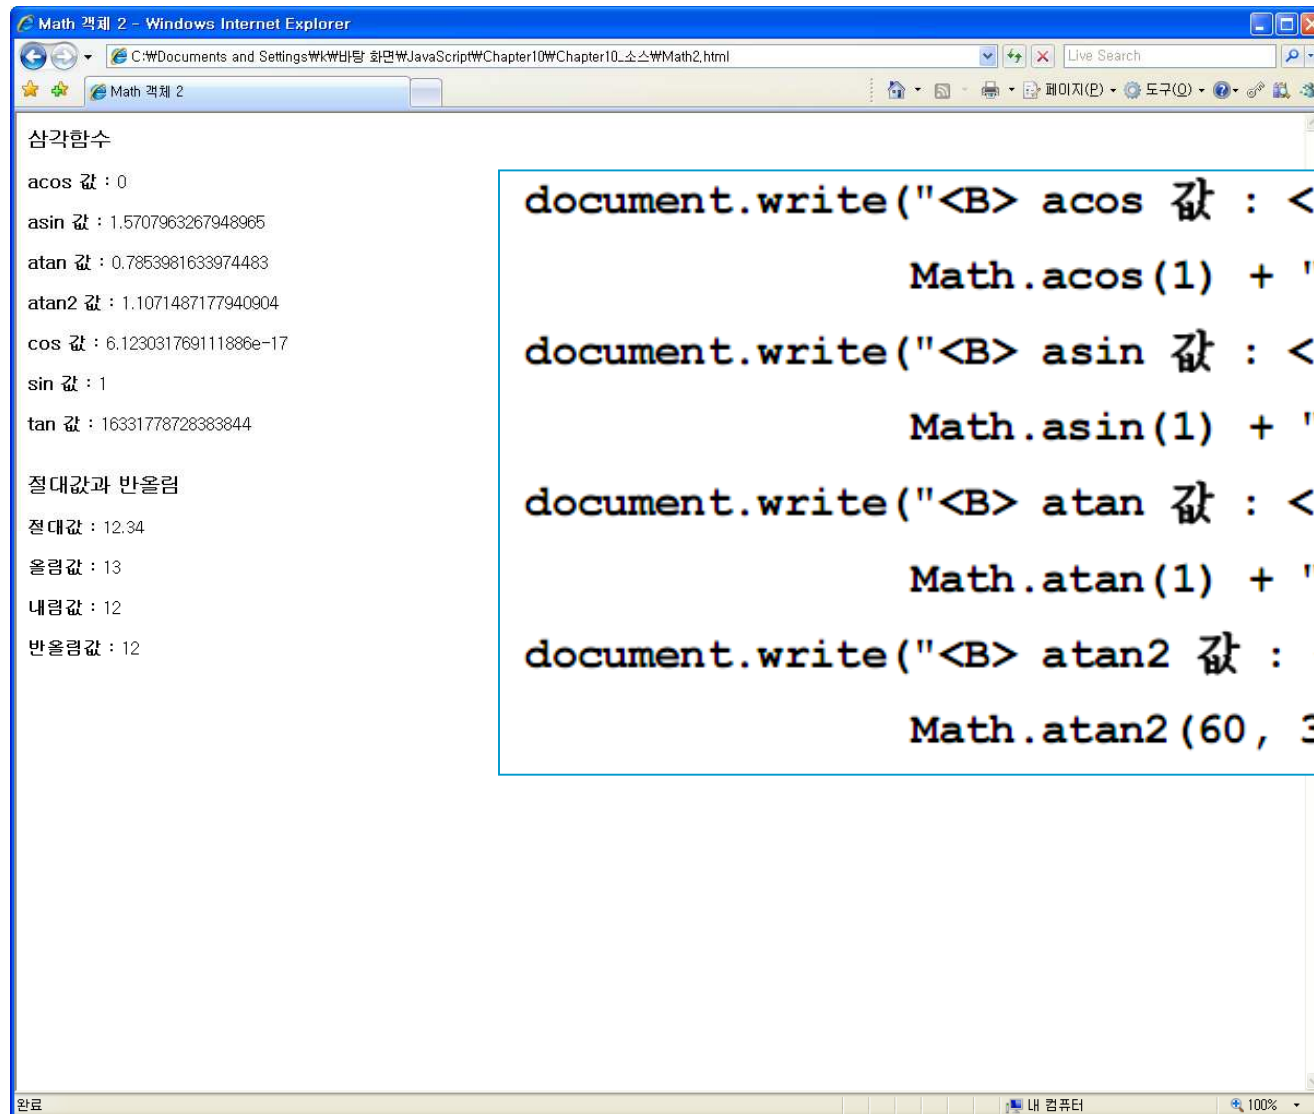 Math 객체 2 - Windows Internet Explorer
C:₩Documents and Settings₩k₩바탕 화면₩JavaScript₩Chapter10₩Chapter10_소스₩Math2.html
Live Search
Math 객체 2
페이지(P)
도구(O)
삼각함수
acos 값 : 0
asin 값 : 1.5707963267948965
atan 값 : 0.7853981633974483
atan2 값 : 1.1071487177940904
cos 값 : 6.123031769111886e-17
sin 값 : 1
tan 값 : 16331778728383844
절대값과 반올림
절대값 : 12.34
올림값 : 13
내림값 : 12
반올림값 : 12
document.write("<B> acos 값 : <
Math.acos(1) + "
document.write("<B> asin 값 : <
Math.asin(1) + "
document.write("<B> atan 값 : <
Math.atan(1) + "
document.write("<B> atan2 값 :
Math.atan2(60, 3
완료
내 컴퓨터
100%